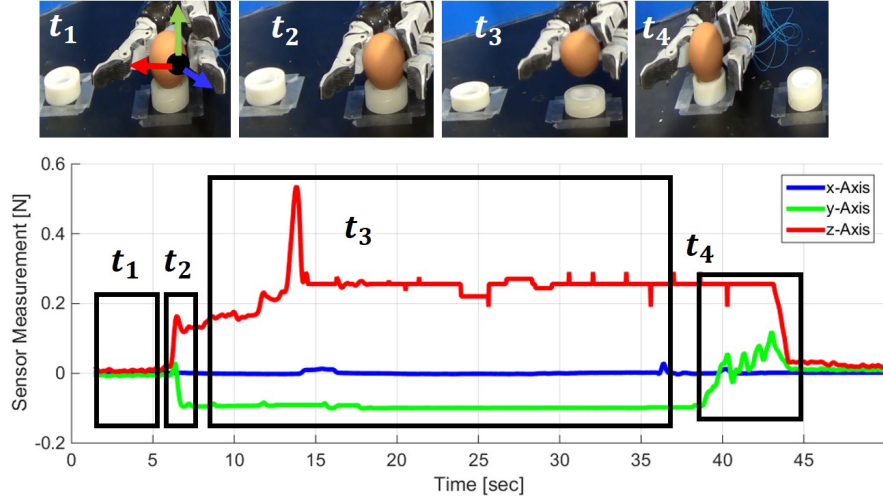 t1
t2
t3
t4
0.6
0.4
0.2
0
-0.2
Sensor Measurement [N]
t1
t2
t3
t4
x-Axis
y-Axis
z-Axis
0 5 10 15 20 25 30 35 40 45
Time [sec]